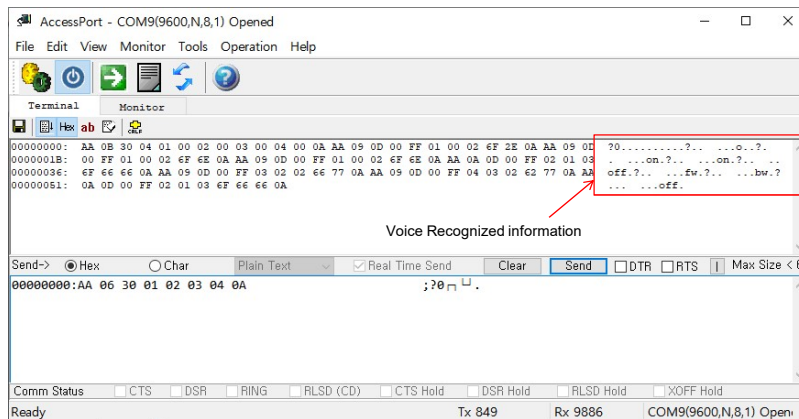 AccessPort - COM9(9600,N,8,1) Opened
File Edit View Monitor Tools Operation Help
Terminal Monitor
Hex ab
00000000: AA 0B 30 04 01 00 02 00 03 00 04 00 0A AA 09 0D 00 FF 01 00 02 6F 2E 0A AA 09 0D ?0..........?.. ...o..?.
0000001B: 00 FF 01 00 02 6F 6E 0A AA 09 0D 00 FF 01 00 02 6F 6E 0A AA 0A 0D 00 FF 02 01 03 . ...on.?.. ...on.?.. ..
00000036: 6F 66 66 0A AA 09 0D 00 FF 03 02 02 66 77 0A AA 09 0D 00 FF 04 03 02 62 77 0A AA off.?.. ...fw.?.. ...bw.?
00000051: 0A 0D 00 FF 02 01 03 6F 66 66 0A ... ...off.
Voice Recognized information
Send-> Hex Char Plain Text Real Time Send Clear Send DTR RTS Max Size <
00000000:AA 06 30 01 02 03 04 0A ;?0┌ └┘.
Comm Status CTS DSR RING RLSD (CD) CTS Hold DSR Hold RLSD Hold XOFF Hold
Ready Tx 849 Rx 9886 COM9(9600,N,8,1) Open